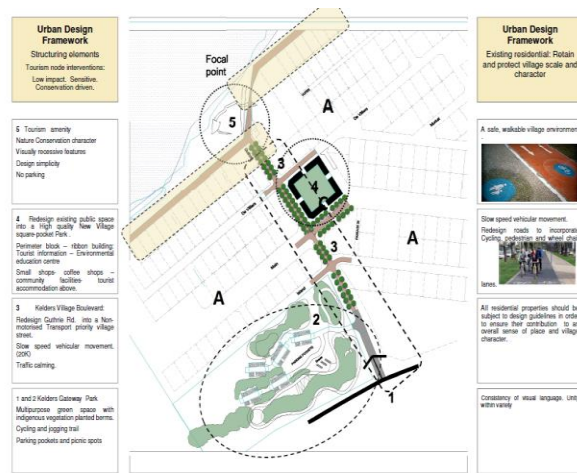 Urban Design
Framework
Structuring elements
Tourism node interventions:
Low impact. Sensitive.
Conservation driven.
5 Tourism amenity
Nature Conservation character
Visually recessive features
Design simplicity
No parking
4 Redesign existing public space
into a High quality New Village
square-pocket Park .
Perimeter block – ribbon building:
Tourist information – Environmental
education centre
Small shops- coffee shops –
community facilities- tourist
accommodation above.
3 Kelders Village Boulevard:
Redesign Guthrie Rd. into a Non-
motorised Transport priority village
street.
Slow speed vehicular movement.
(20K)
Traffic calming.
1 and 2 Kelders Gateway Park
Multipurpose green space with
indigenous vegetation planted berms.
Cycling and jogging trail
Parking pockets and picnic spots
Focal
point
5
A
3
4
3
A
A
2
1
Urban Design
Framework
Existing residential: Retain
and protect village scale and
character
A safe, walkable village environmen
Slow speed vehicular movement.
Redesign roads to incorporat
Cycling, pedestrian and wheel chai
lanes.
All residential properties should be
subject to design guidelines in orde
to ensure their contribution to an
overall sense of place and village
character.
Consistency of visual language. Unit
within variety